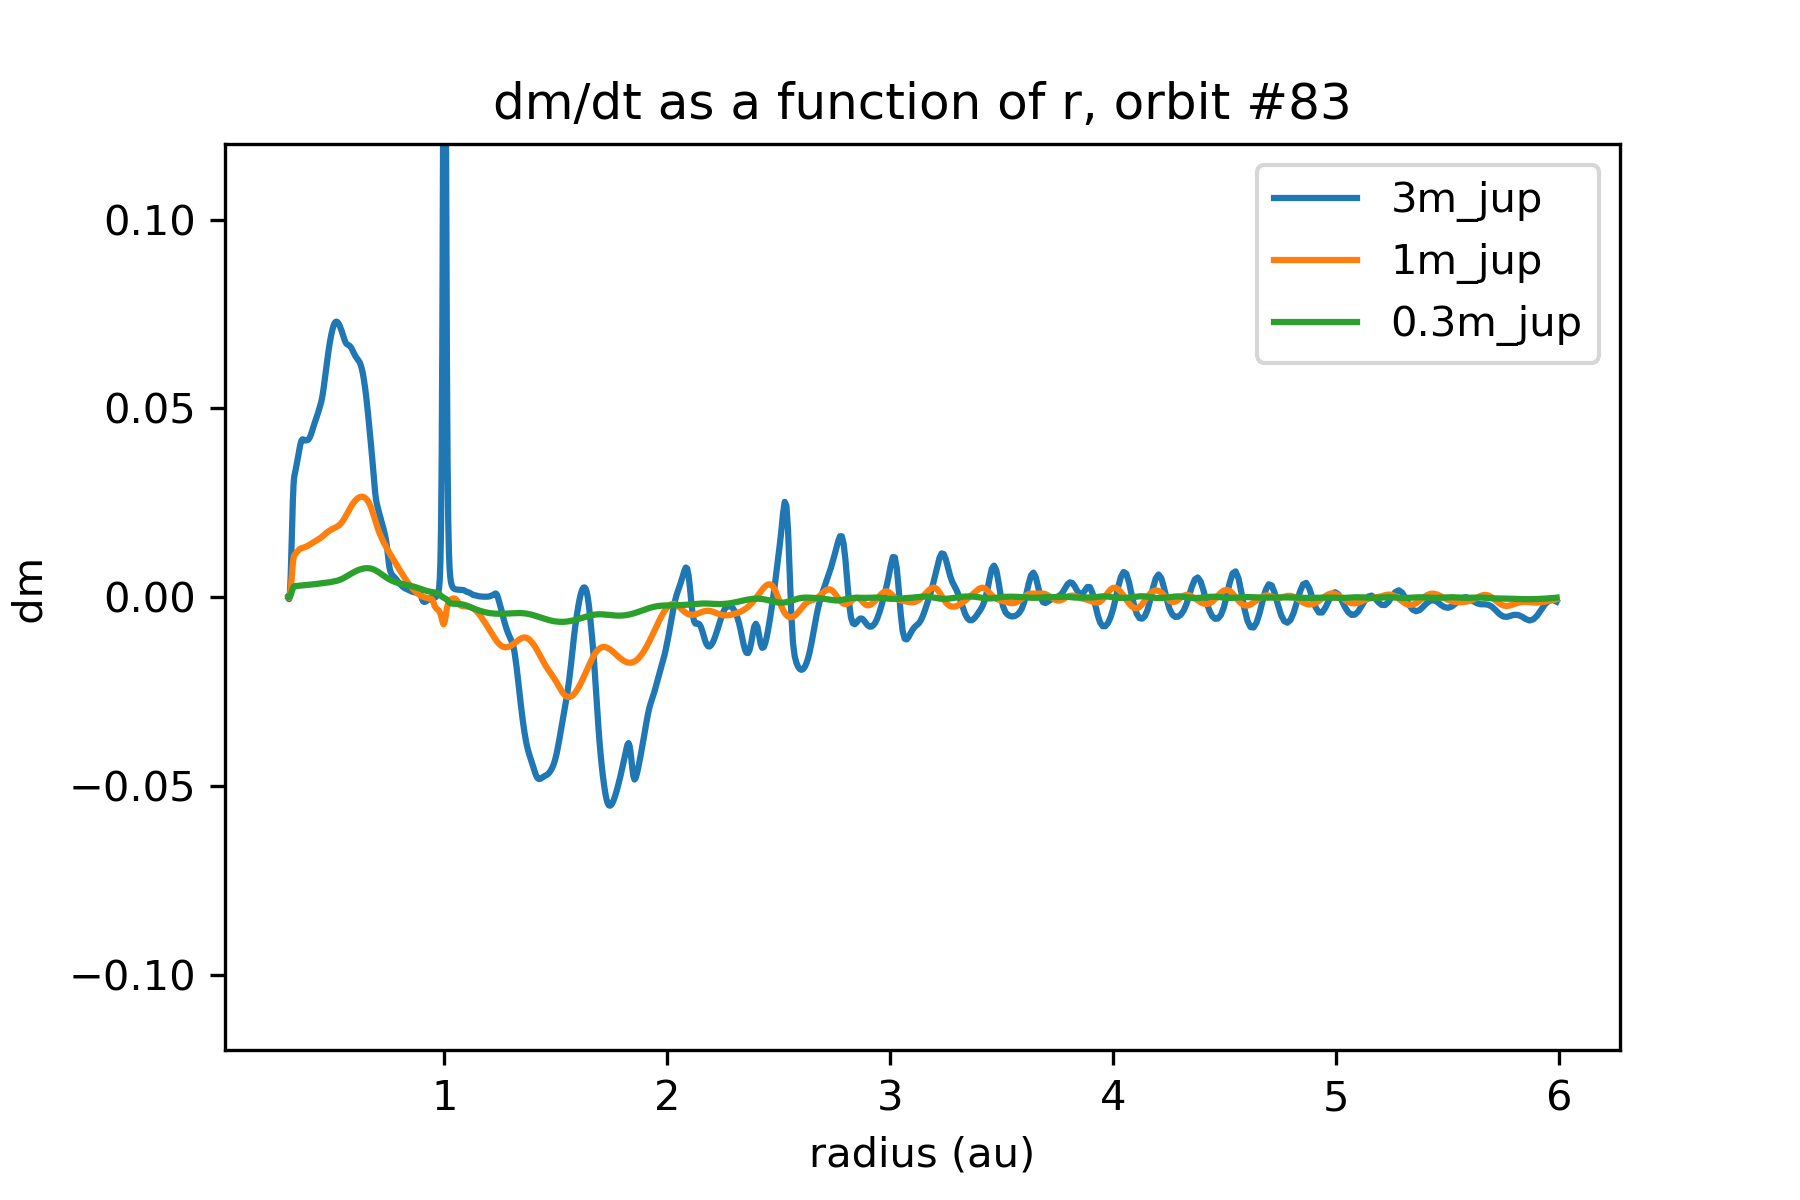 dm/dt as a function of r, orbit #83
3m_jup
1m_jup
0.3m_jup
0.10
0.05
0.00
−0.05
−0.10
dm
1 2 3 4 5 6
radius (au)